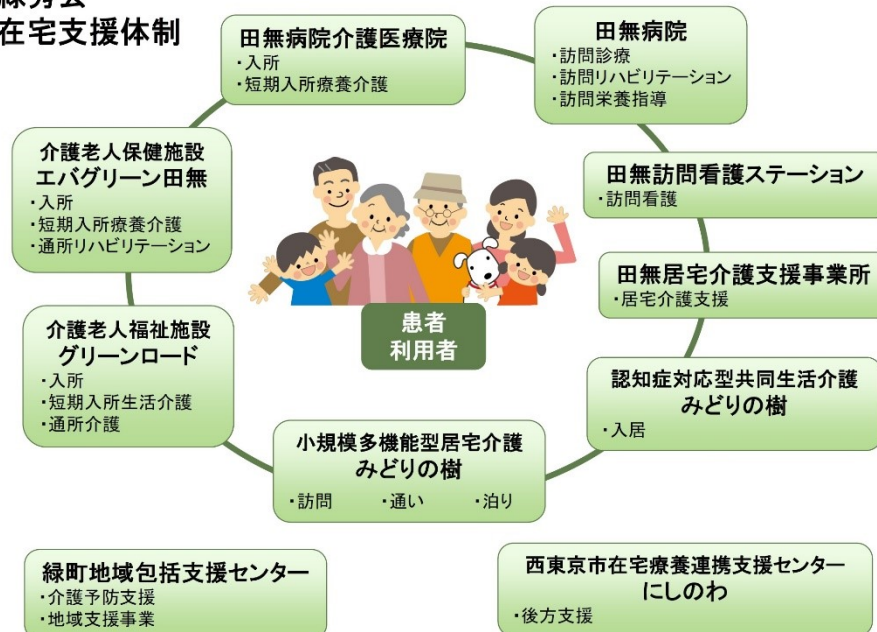 在宅支援体制
田無病院介護医療院
・入所
・短期入所療養介護
田無病院
・訪問診療
・訪問リハビリテーション
・訪問栄養指導
介護老人保健施設
エバグリーン田無
・入所
・短期入所療養介護
・通所リハビリテーション
田無訪問看護ステーション
・訪問看護
田無居宅介護支援事業所
・居宅介護支援
患者
利用者
介護老人福祉施設
グリーンロード
・入所
・短期入所生活介護
・通所介護
認知症対応型共同生活介護
みどりの樹
・入居
小規模多機能型居宅介護
みどりの樹
・訪問 ・通い ・泊り
緑町地域包括支援センター
・介護予防支援
・地域支援事業
西東京市在宅療養連携支援センター
にしのわ
・後方支援